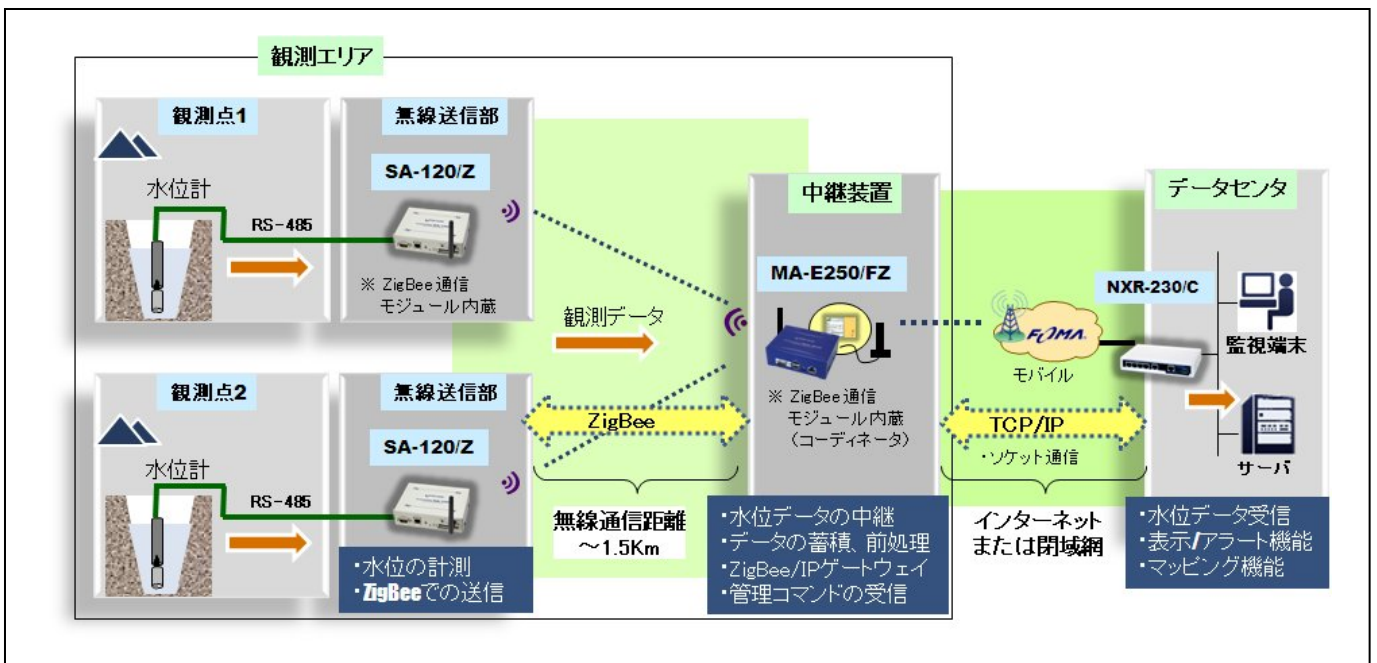 観測エリア
観測点1
無線送信部
SA-120/Z
水位計
RS-485
※ ZigBee通信
モジュール内蔵
観測点2
無線送信部
SA-120/Z
水位計
RS-485
・水位の計測
・ZigBeeでの送信
観測データ
ZigBee
無線通信距離
～1.5Km
中継装置
MA-E250/FZ
※ ZigBee通信
モジュール内蔵
(コーディネータ)
・水位データの中継
・データの蓄積、前処理
・ZigBee/IPゲートウェイ
・管理コマンドの受信
FOMA
モバイル
TCP/IP
・ソケット通信
インターネット
または閉域網
データセンタ
NXR-230/C
監視端末
サーバ
・水位データ受信
・表示/アラート機能
・マッピング機能